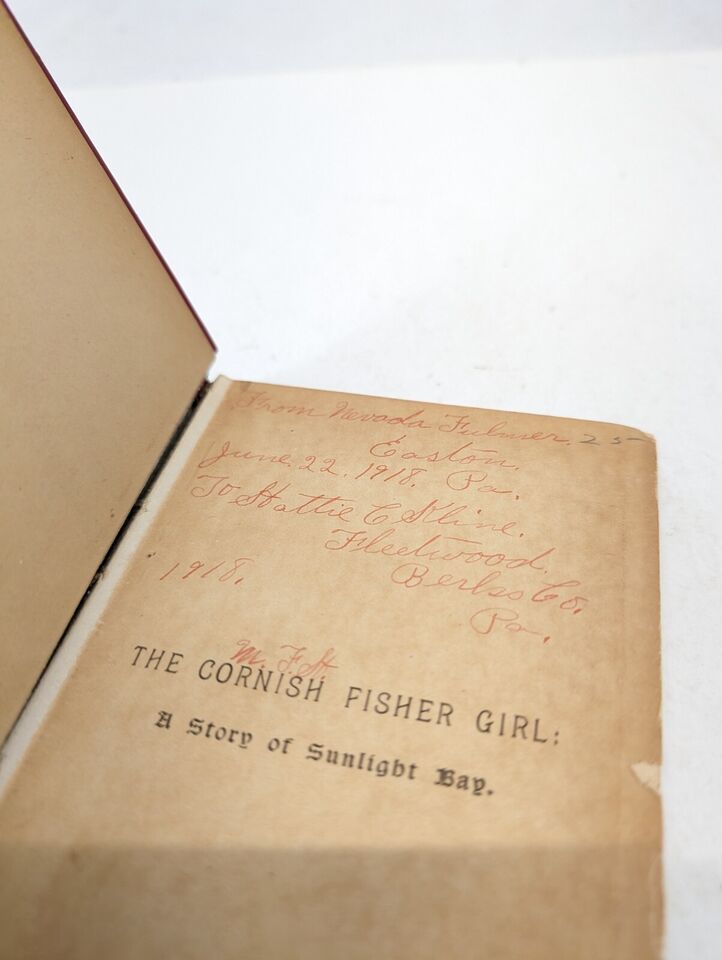 From Nevada Fulmer. 25-
Easton.
June. 22. 1918. Pa.
To Hattie C Kline.
Fleetwood.
1918. Berks Co.
Pa.
M. F. H.
THE CORNISH FISHER GIRL:
A Story of Sunlight Bay.